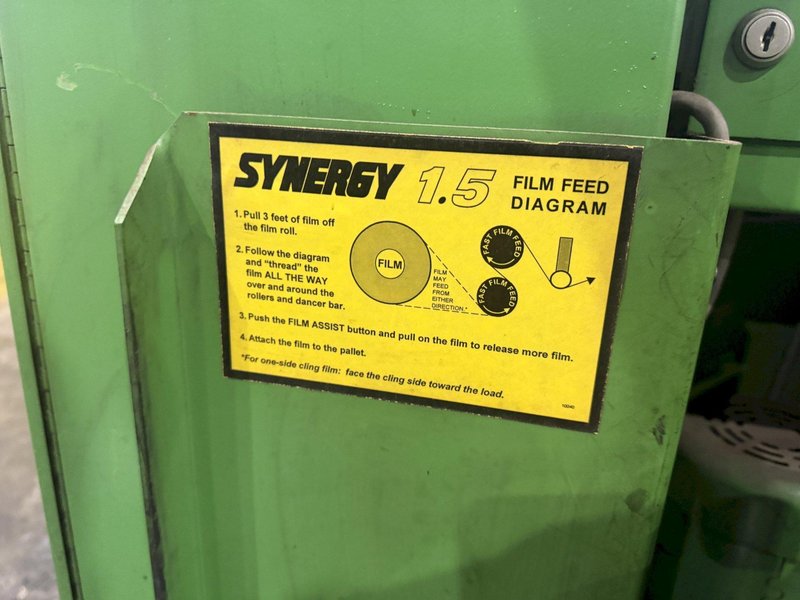 SYNERGY 1.5 FILM FEED
DIAGRAM
1. Pull 3 feet of film off
the film roll.
2. Follow the diagram
and "thread" the
film ALL THE WAY
over and around the
rollers and dancer bar.
FILM
FILM
MAY
FEED
FROM
EITHER
DIRECTION.*
FAST FILM FEED
FAST FILM FEED
3. Push the FILM ASSIST button and pull on the film to release more film.
4. Attach the film to the pallet.
*For one-side cling film: face the cling side toward the load.
10040